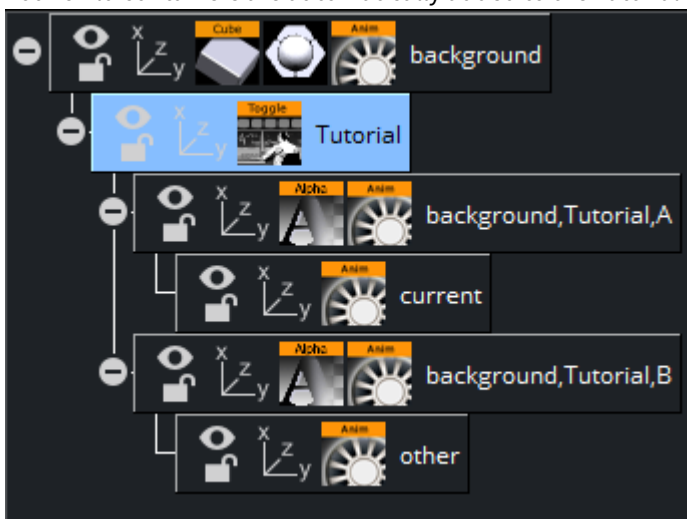 Cube Anim background
Toggle Tutorial
Alpha Anim background,Tutorial,A
Anim current
Alpha Anim background,Tutorial,B
Anim other